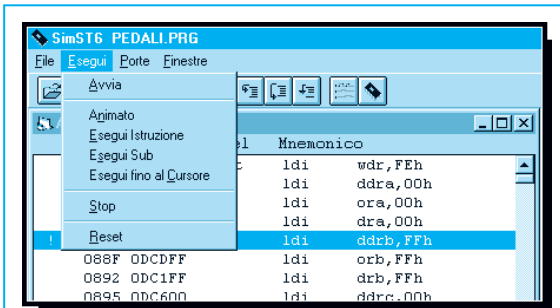 SimST6 PEDALI.PRG
File Esegui Porte Finestre
Avvia
Animato
Esegui Istruzione
Esegui Sub
Esegui fino al Cursore
Stop
Reset
Mnemonico
ldi wdr,FEh
ldi ddra,00h
ldi ora,00h
ldi dra,00h
! ldi ddrb,FFh
088F 0DCDFF ldi orb,FFh
0892 0DC1FF ldi drb,FFh
0895 0DC600 ldi ddrc,00h